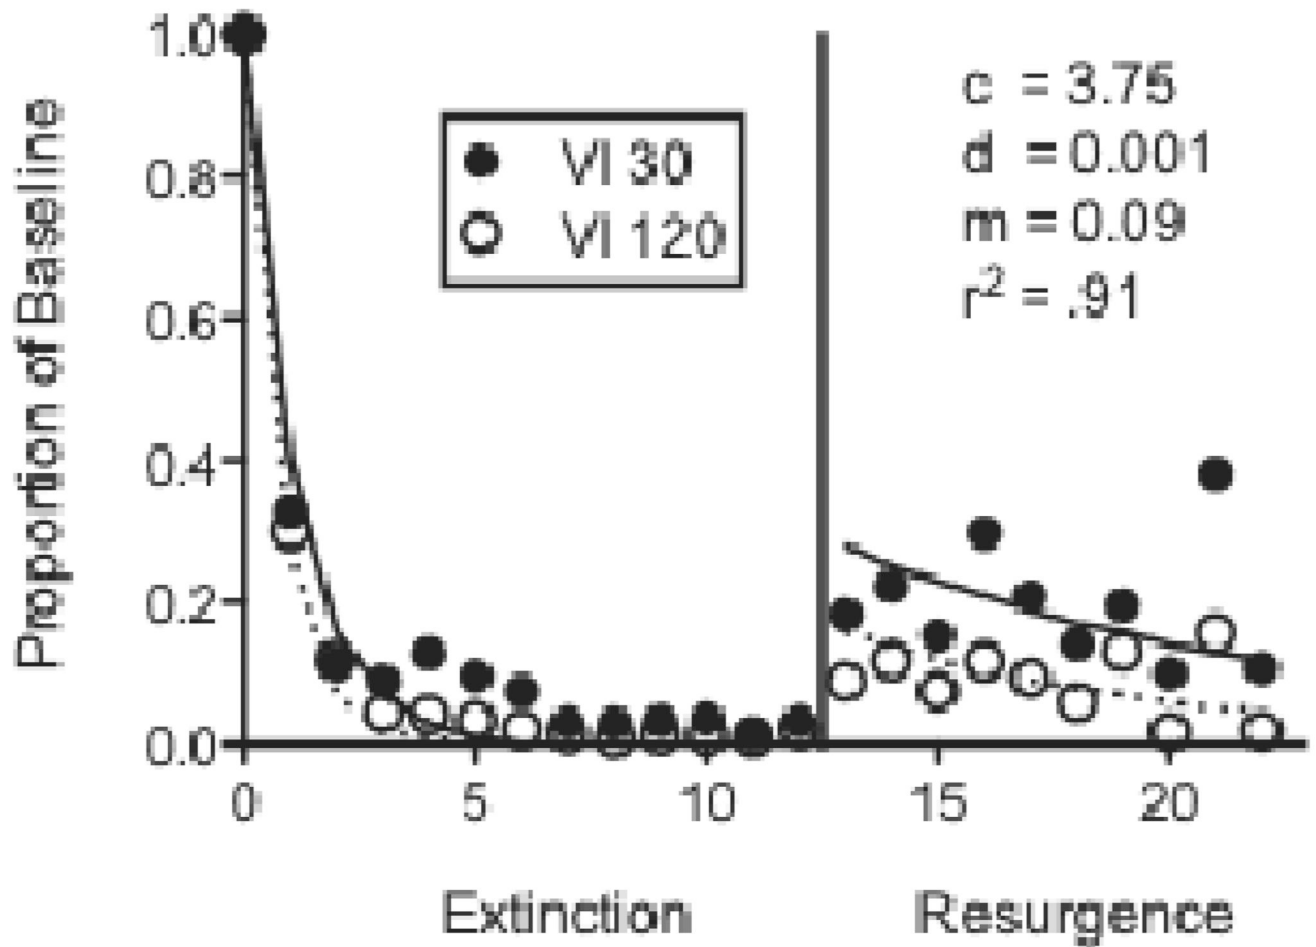 Proportion of Baseline
1.0
0.8
0.6
0.4
0.2
0.0
VI 30
VI 120
c = 3.75
d = 0.001
m = 0.09
r² = .91
0 5 10 15 20
Extinction Resurgence